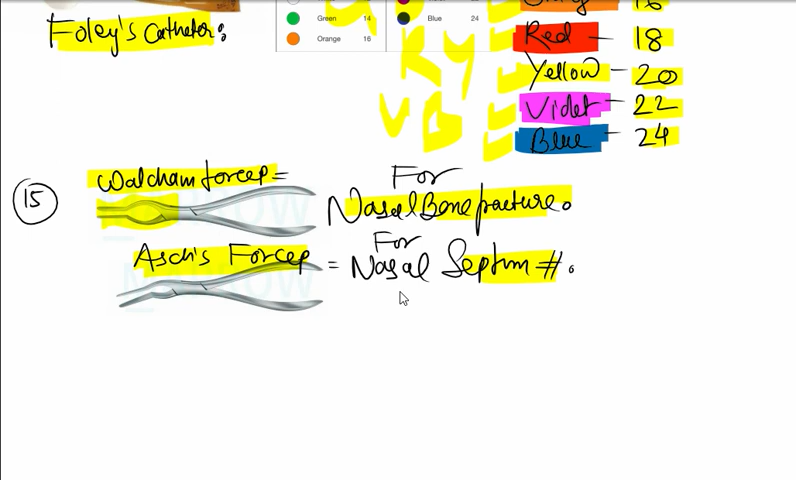 Green 14
Blue 24
Orange 16
Foley's Catheter:
Red - 18
R Y
Yellow - 20
V B
Violet - 22
Blue - 24
15
Walcham forcep =
For
Nasal Bone fracture.
Asch's Forcep =
For
Nasal Septum #.